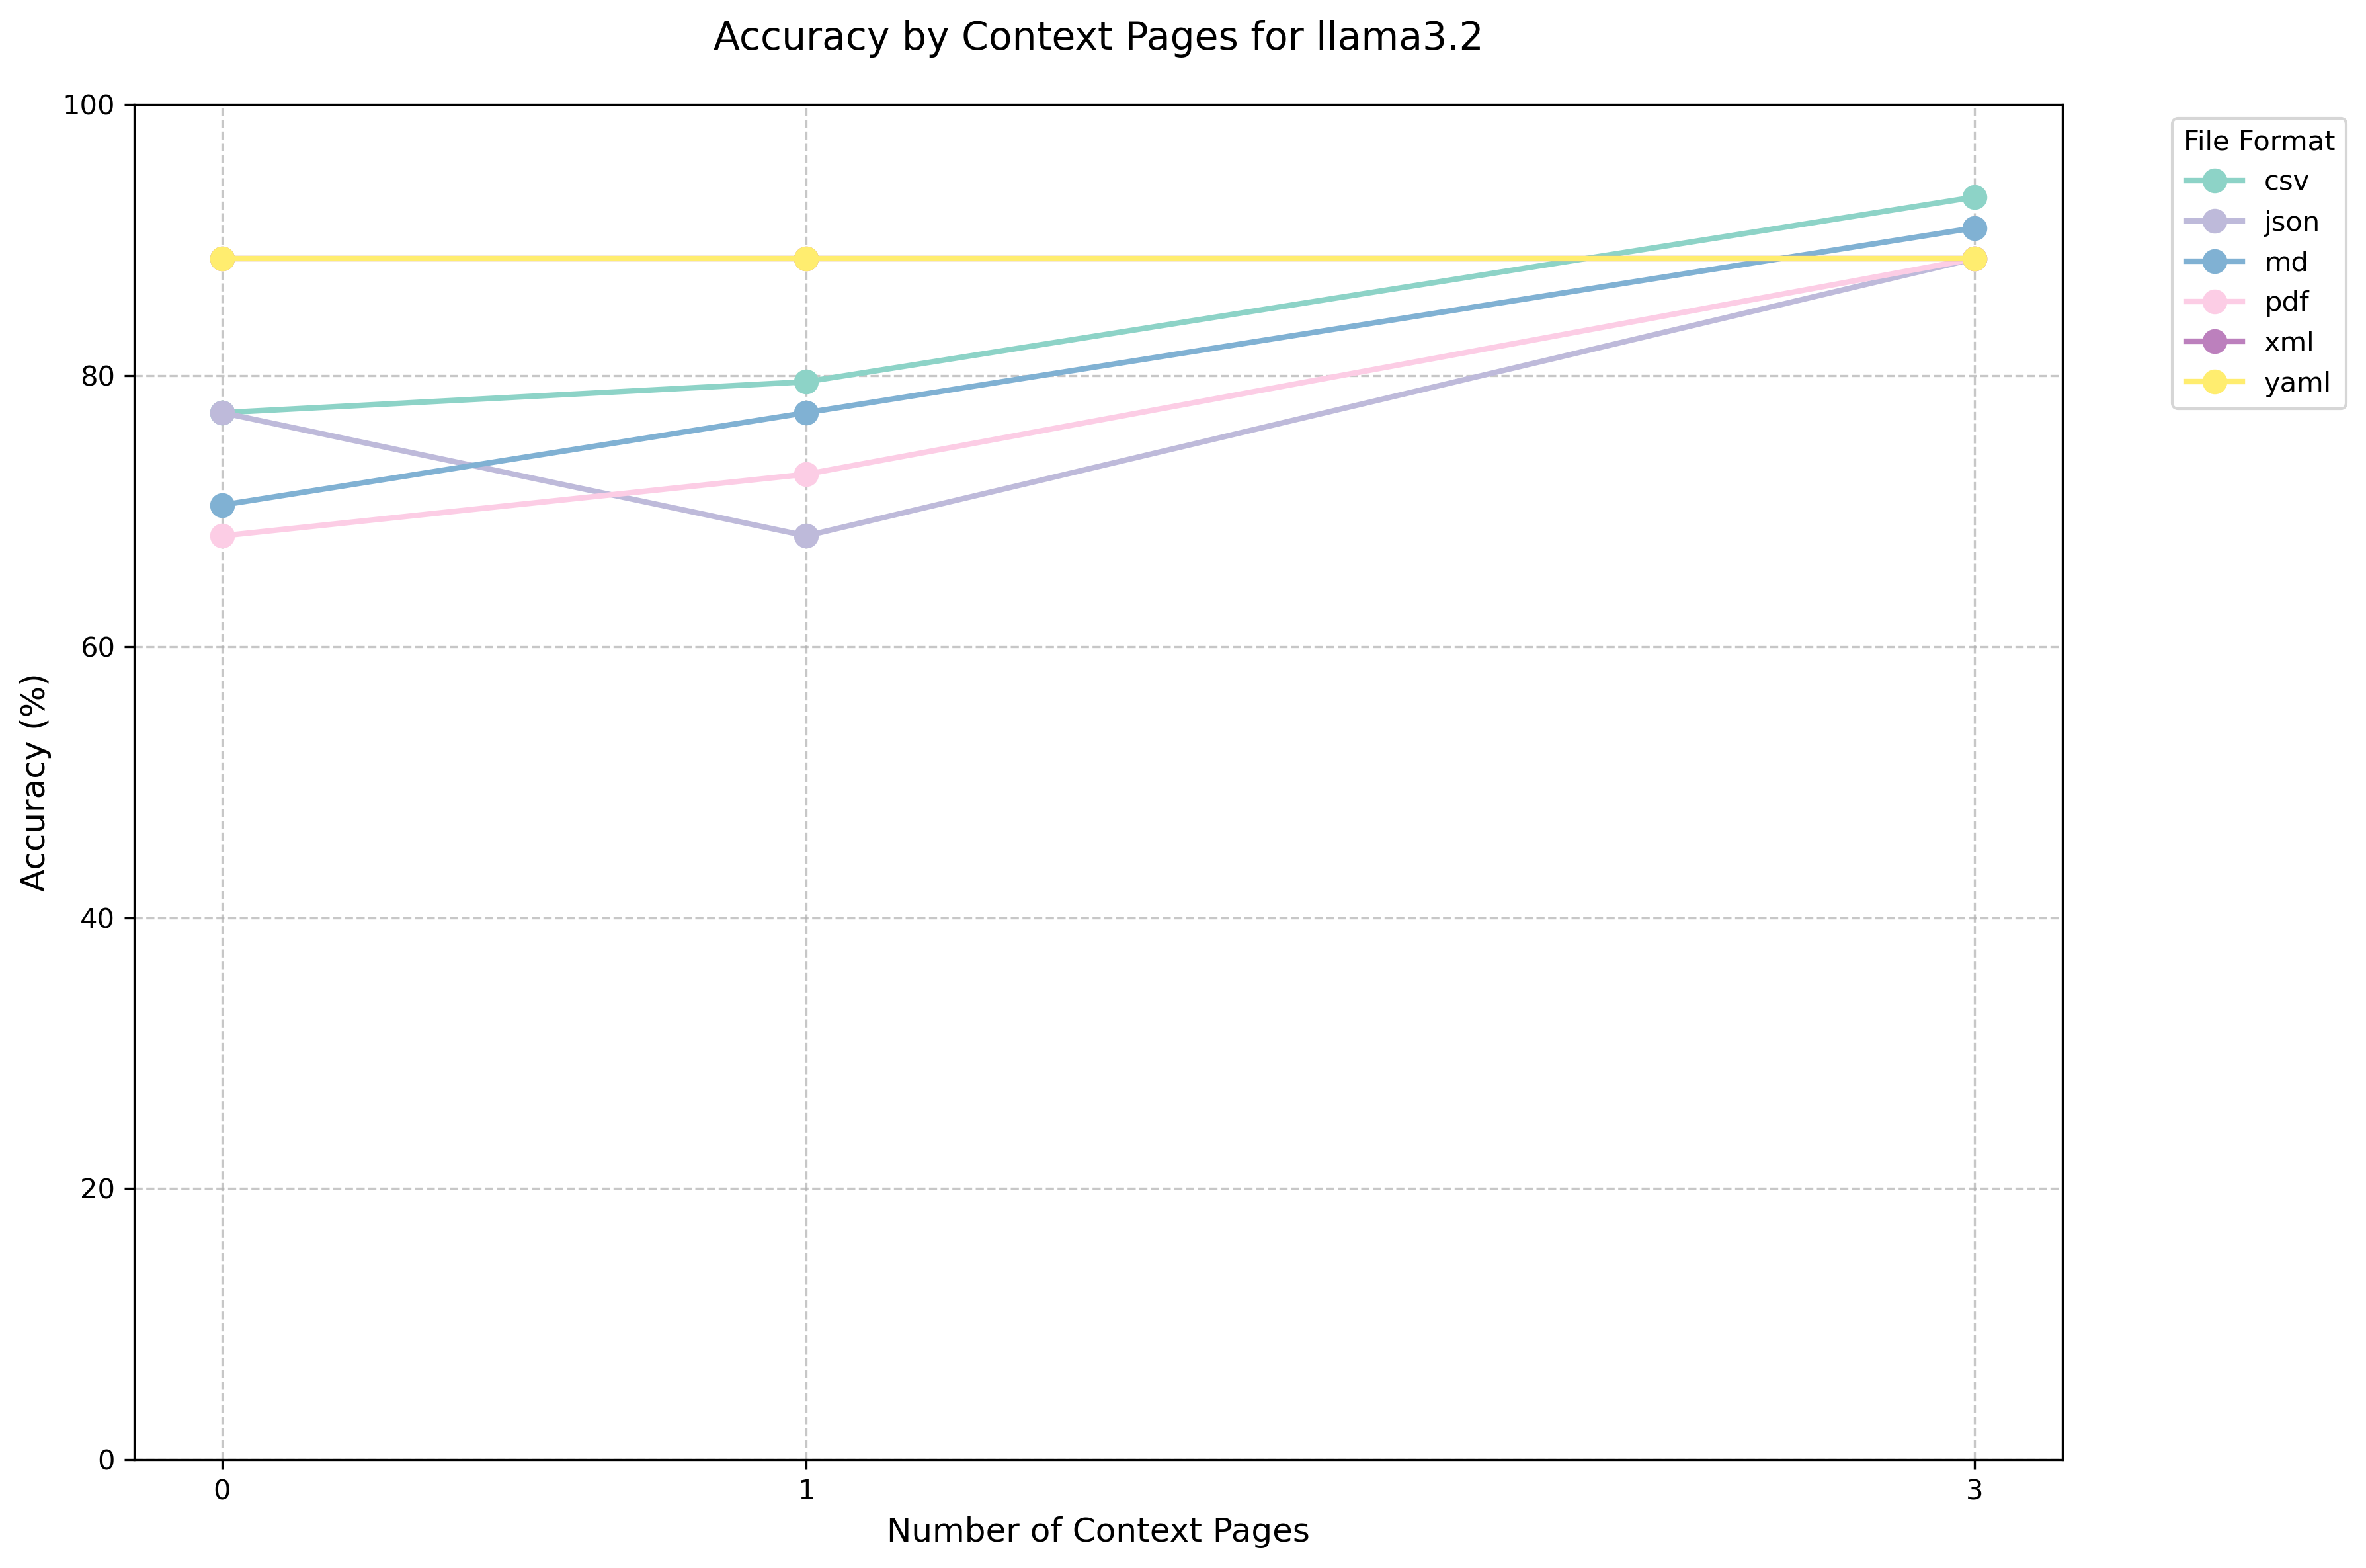 Accuracy by Context Pages for llama3.2
100
80
60
40
20
0
Accuracy (%)
0
1
3
Number of Context Pages
File Format
csv
json
md
pdf
xml
yaml